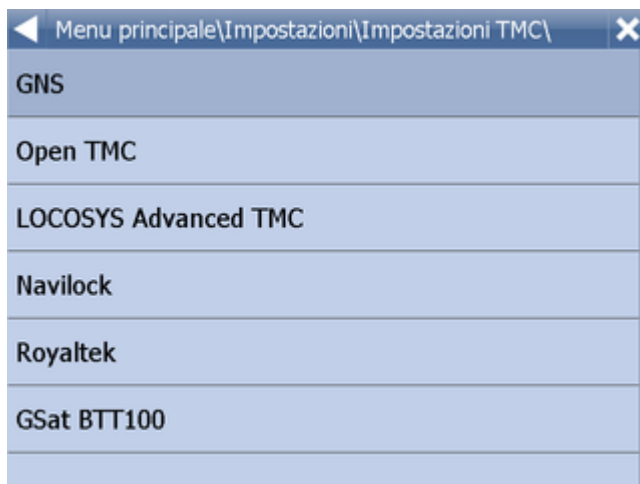 Menu principale\Impostazioni\Impostazioni TMC\
GNS
Open TMC
LOCOSYS Advanced TMC
Navilock
Royaltek
GSat BTT100